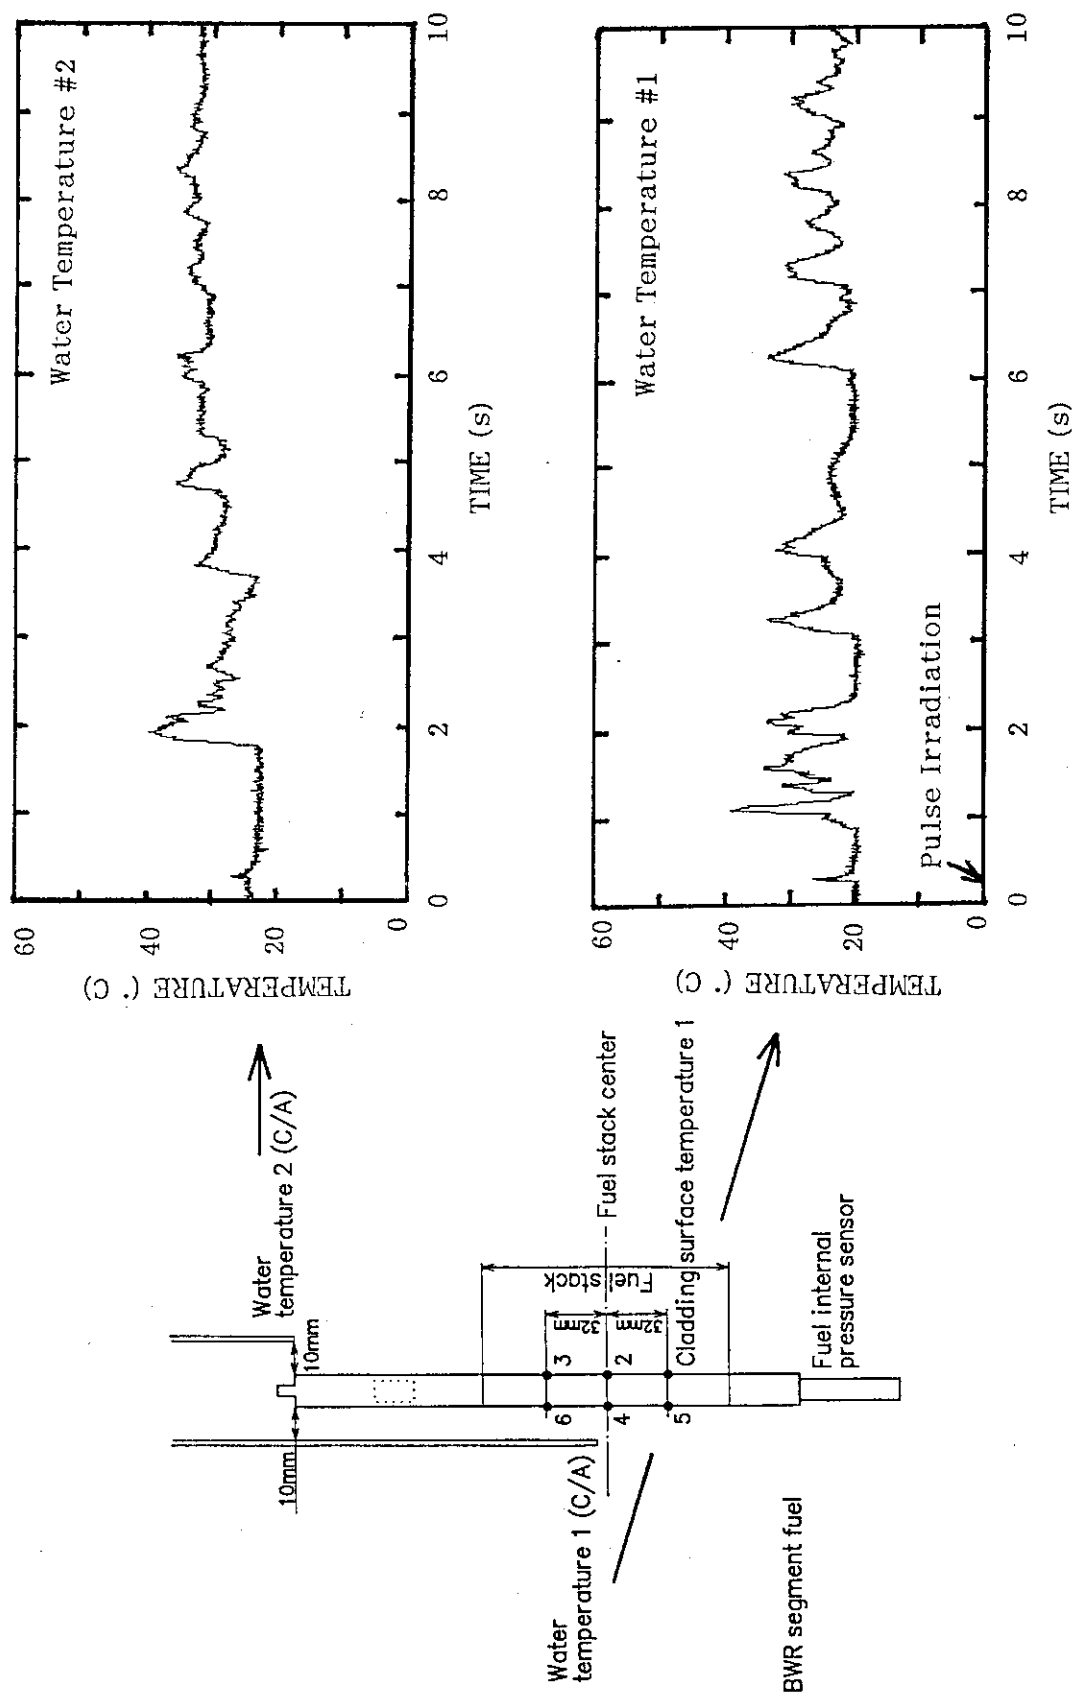 Water Temperature #2
60
40
20
0
TEMPERATURE (°C)
0
2
4
6
8
10
TIME (s)
Water Temperature #1
60
40
20
0
TEMPERATURE (°C)
Pulse Irradiation
0
2
4
6
8
10
TIME (s)
Water
temperature 2 (C/A)
10mm
10mm
Fuel stack center
Fuel stack
32mm
32mm
3
2
Cladding surface temperature 1
6
4
5
Water
temperature 1 (C/A)
Fuel internal
pressure sensor
BWR segment fuel